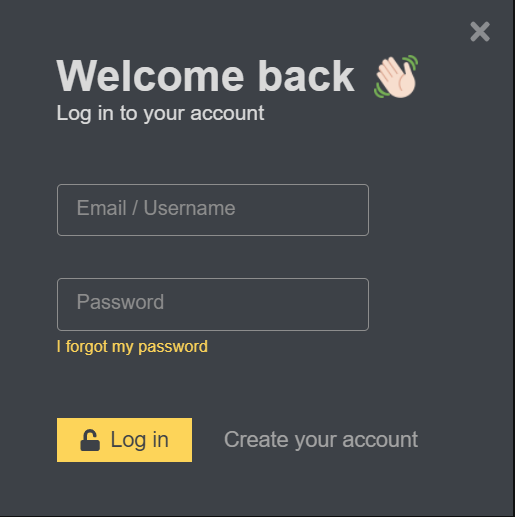 Welcome back 👋🏻
Log in to your account
Email / Username
Password
I forgot my password
Log in
Create your account